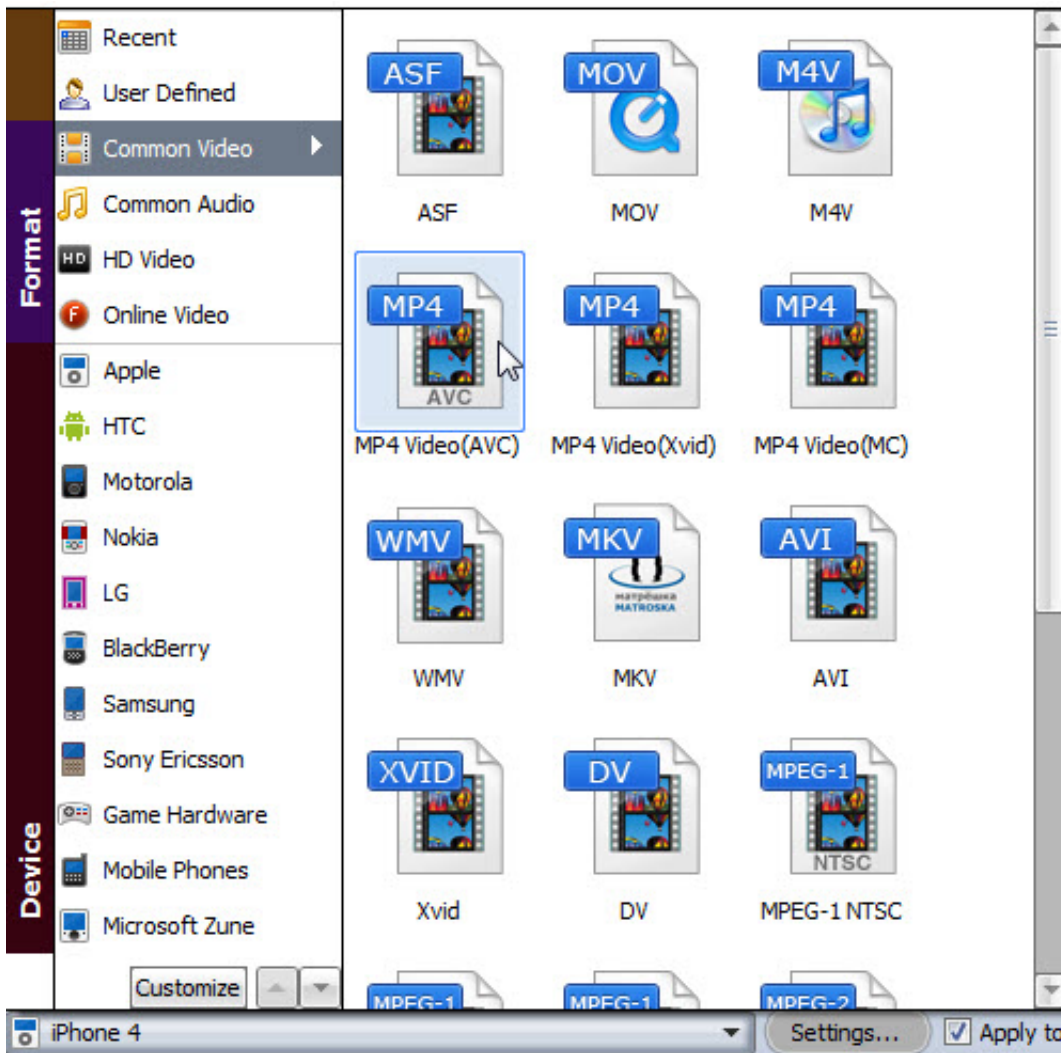 Format
Device
Recent
User Defined
Common Video
Common Audio
HD
HD Video
F
Online Video
Apple
HTC
Motorola
Nokia
LG
BlackBerry
Samsung
Sony Ericsson
Game Hardware
Mobile Phones
Microsoft Zune
Customize
ASF
MOV
M4V
ASF
MOV
M4V
MP4
MP4
MP4
AVC
MP4 Video(AVC)
MP4 Video(Xvid)
MP4 Video(MC)
WMV
MKV
AVI
матрёшка
MATROSKA
WMV
MKV
AVI
XVID
DV
MPEG-1
NTSC
Xvid
DV
MPEG-1 NTSC
MPEG-1
MPEG-1
MPEG-2
iPhone 4
Settings...
Apply to